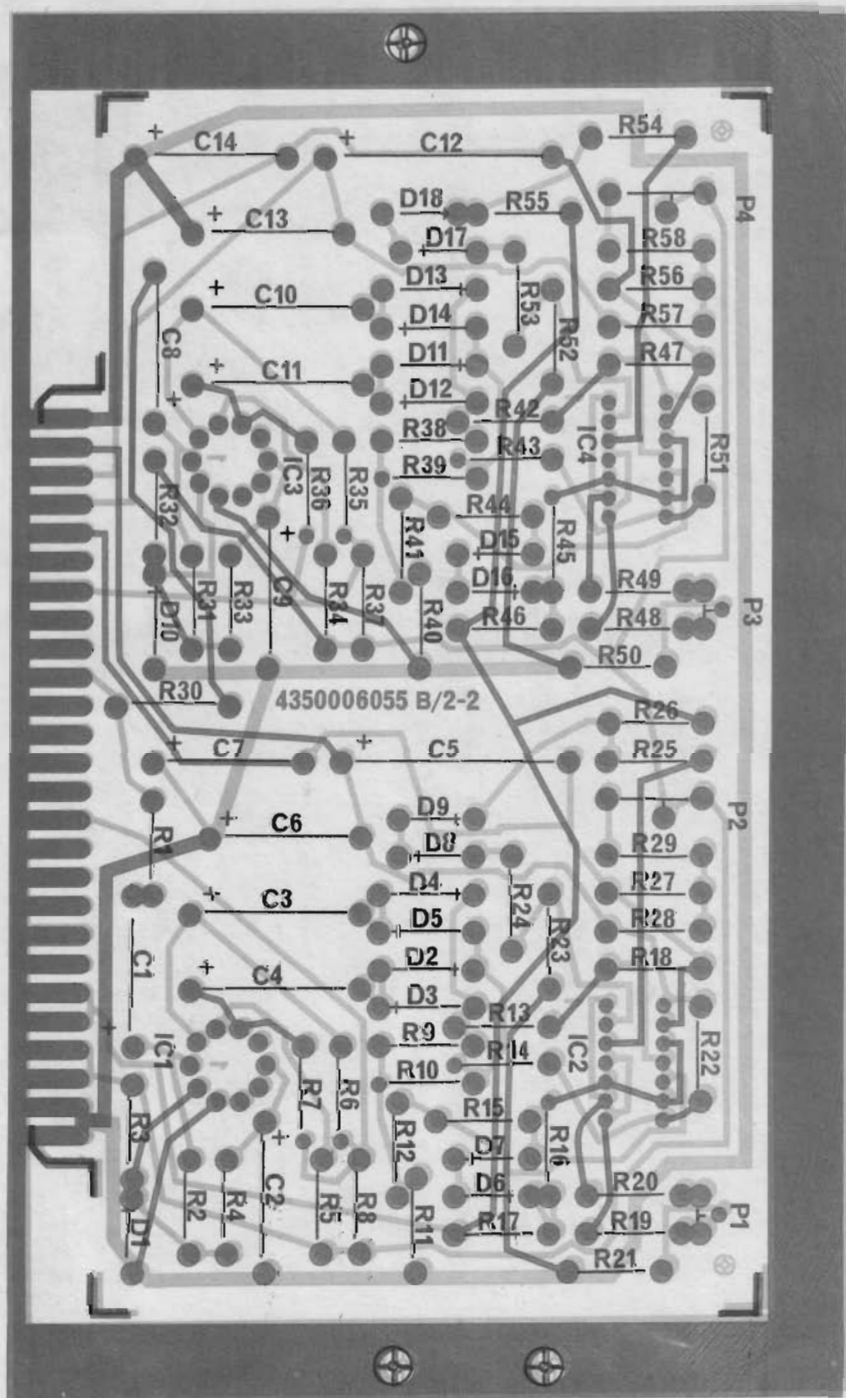 R54
C14
C12
D18
R55
P4
C13
D17
R58
D13
R53
R56
C10
D14
R52
R57
C8
D11
R47
C11
D12
R42
R38
R43
IC4
R51
IC3
R36
R35
R39
R32
R41
R44
R45
D15
D10
R31
R33
C9
R34
R37
R40
D16
R49
P3
R46
R48
R50
R30
4350006055 B/2-2
R26
C7
C5
R25
D9
P2
C6
D8
R29
R1
D4
R24
R27
C3
D5
R23
R28
C1
D2
R18
C4
D3
R13
IC1
R9
R14
IC2
R22
R7
R6
R10
R3
R12
R15
R16
D7
D1
R2
R4
C2
R5
R8
R11
D6
R20
P1
R17
R19
R21